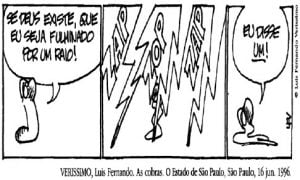 SE DEUS EXISTE, QUE
EU SEJA FULMINADO
POR UM RAIO!
EU DISSE
UM!
© Luis Fernando Verissimo
VERISSIMO, Luis Fernando. As cobras. O Estado de São Paulo, São Paulo, 16 jun. 1996.